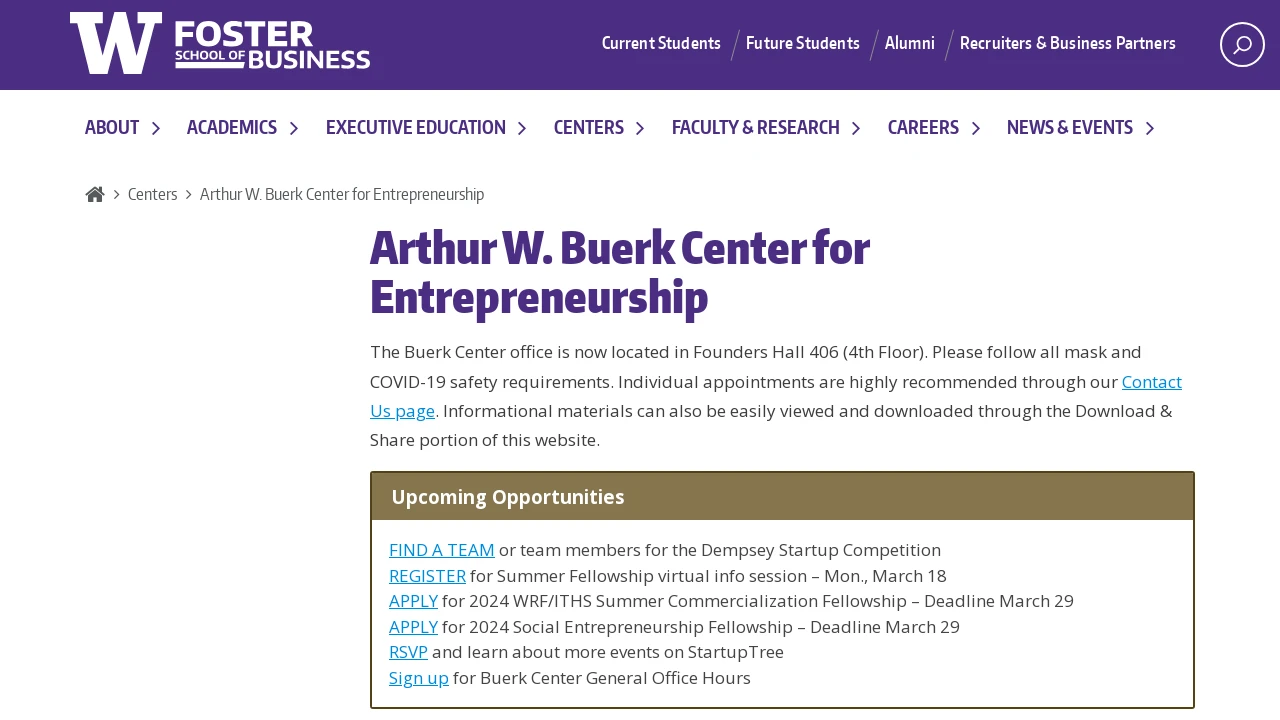 W FOSTER
SCHOOL OF BUSINESS
Current Students
Future Students
Alumni
Recruiters & Business Partners
ABOUT
ACADEMICS
EXECUTIVE EDUCATION
CENTERS
FACULTY & RESEARCH
CAREERS
NEWS & EVENTS
Centers
Arthur W. Buerk Center for Entrepreneurship
Arthur W. Buerk Center for
Entrepreneurship
The Buerk Center office is now located in Founders Hall 406 (4th Floor). Please follow all mask and
COVID-19 safety requirements. Individual appointments are highly recommended through our Contact
Us page. Informational materials can also be easily viewed and downloaded through the Download &
Share portion of this website.
Upcoming Opportunities
FIND A TEAM or team members for the Dempsey Startup Competition
REGISTER for Summer Fellowship virtual info session – Mon., March 18
APPLY for 2024 WRF/ITHS Summer Commercialization Fellowship – Deadline March 29
APPLY for 2024 Social Entrepreneurship Fellowship – Deadline March 29
RSVP and learn about more events on StartupTree
Sign up for Buerk Center General Office Hours